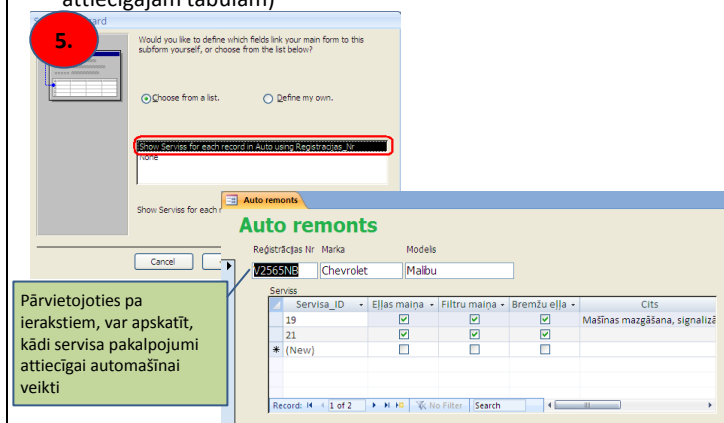 attiecīgajām tabulām)
5.
Would you like to define which fields link your main form to this
subform yourself, or choose from the list below?
Choose from a list.
Define my own.
Show Serviss for each record in Auto using Registracijas_Nr
None
Show Serviss for each
Cancel
Auto remonts
Auto remonts
Reģistrācijas Nr Marka Modelis
V2565NB Chevrolet Malibu
Serviss
Servisa_ID Eļļas maiņa Filtru maiņa Bremžu eļļa Cits
19 Mašīnas mazgāšana, signalizā
21
(New)
Record: 1 of 2 No Filter Search
Pārvietojoties pa
ierakstiem, var apskatīt,
kādi servisa pakalpojumi
attiecīgai automašīnai
veikti